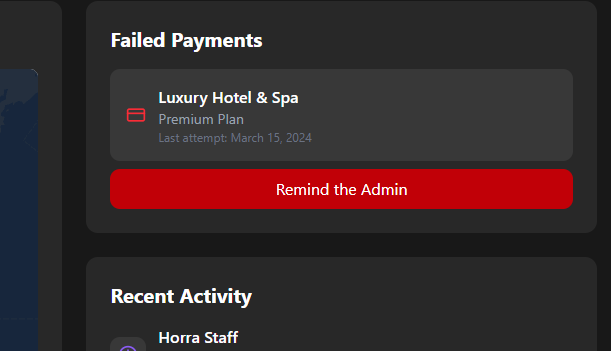 Failed Payments
Luxury Hotel & Spa
Premium Plan
Last attempt: March 15, 2024
Remind the Admin
Recent Activity
Horra Staff